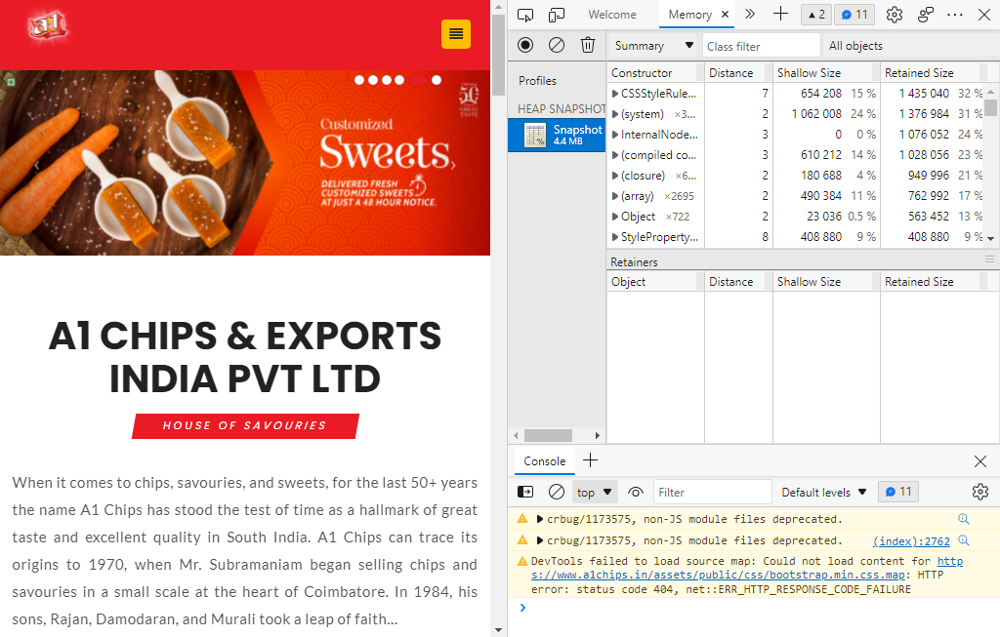 a1
50
GREAT
TASTE
Customized
Sweets
DELIVERED FRESH
CUSTOMIZED SWEETS
AT JUST A 48 HOUR NOTICE.
A1 CHIPS & EXPORTS
INDIA PVT LTD
HOUSE OF SAVOURIES
When it comes to chips, savouries, and sweets, for the last 50+ years
the name A1 Chips has stood the test of time as a hallmark of great
taste and excellent quality in South India. A1 Chips can trace its
origins to 1970, when Mr. Subramaniam began selling chips and
savouries in a small scale at the heart of Coimbatore. In 1984, his
sons, Rajan, Damodaran, and Murali took a leap of faith...
Welcome Memory 2 11
Summary Class filter All objects
Profiles
HEAP SNAPSHOT
Snapshot
4.4 MB
Constructor Distance Shallow Size Retained Size
CSSStyleRule... 7 654 208 15 % 1 435 040 32 %
(system) ×3... 2 1 062 008 24 % 1 376 984 31 %
InternalNode... 3 0 0 % 1 076 052 24 %
(compiled co... 3 610 212 14 % 1 028 056 23 %
(closure) ×6... 2 180 688 4 % 949 996 21 %
(array) ×2695 2 490 384 11 % 762 992 17 %
Object ×722 2 23 036 0.5 % 563 452 13 %
StyleProperty... 8 408 880 9 % 408 880 9 %
Retainers
Object Distance Shallow Size Retained Size
Console
top Filter Default levels 11
crbug/1173575, non-JS module files deprecated.
crbug/1173575, non-JS module files deprecated. (index):2762
DevTools failed to load source map: Could not load content for http
s://www.a1chips.in/assets/public/css/bootstrap.min.css.map: HTTP
error: status code 404, net::ERR_HTTP_RESPONSE_CODE_FAILURE